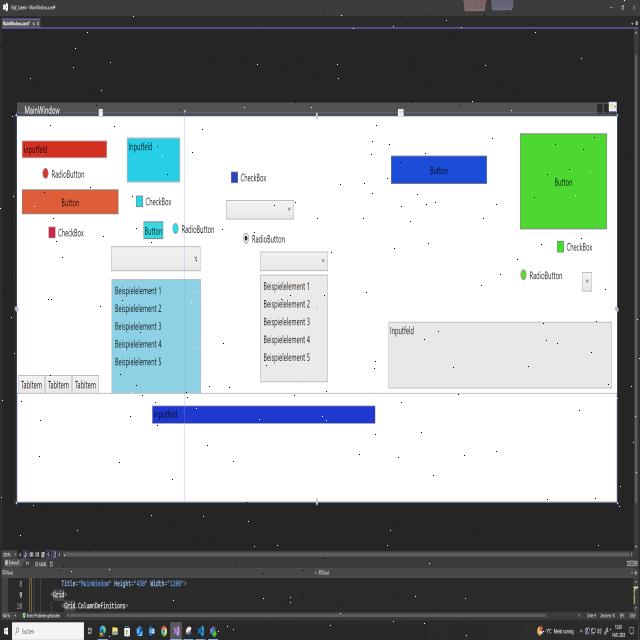 MainWindow.xaml*
MainWindow
Inputfeld
Inputfeld
RadioButton
CheckBox
Button
Button
Button
CheckBox
CheckBox
Button
RadioButton
RadioButton
CheckBox
RadioButton
Beispielelement 1
Beispielelement 2
Beispielelement 3
Beispielelement 4
Beispielelement 5
Beispielelement 1
Beispielelement 2
Beispielelement 3
Beispielelement 4
Beispielelement 5
Inputfeld
TabItem TabItem TabItem
Inputfeld
8 Title="MainWindow" Height="450" Width="1200">
9 <Grid>
10 <Grid.ColumnDefinitions>
Suchen